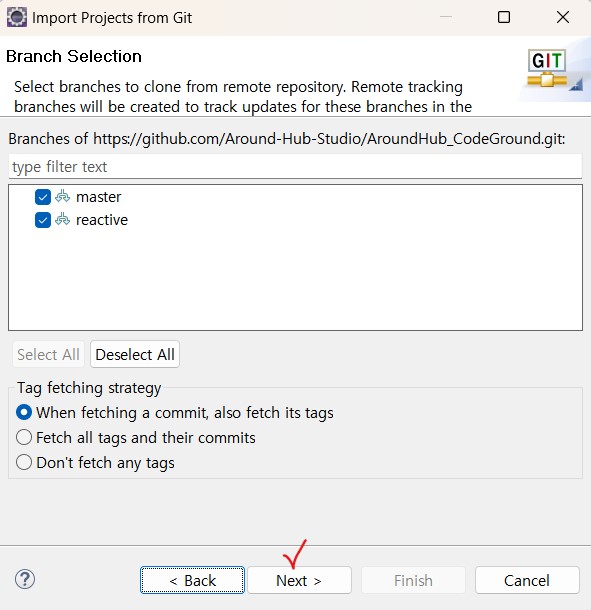 Import Projects from Git
Branch Selection
GIT
Select branches to clone from remote repository. Remote tracking
branches will be created to track updates for these branches in the
Branches of https://github.com/Around-Hub-Studio/AroundHub_CodeGround.git:
type filter text
master
reactive
Select All
Deselect All
Tag fetching strategy
When fetching a commit, also fetch its tags
Fetch all tags and their commits
Don't fetch any tags
?
< Back
Next >
Finish
Cancel